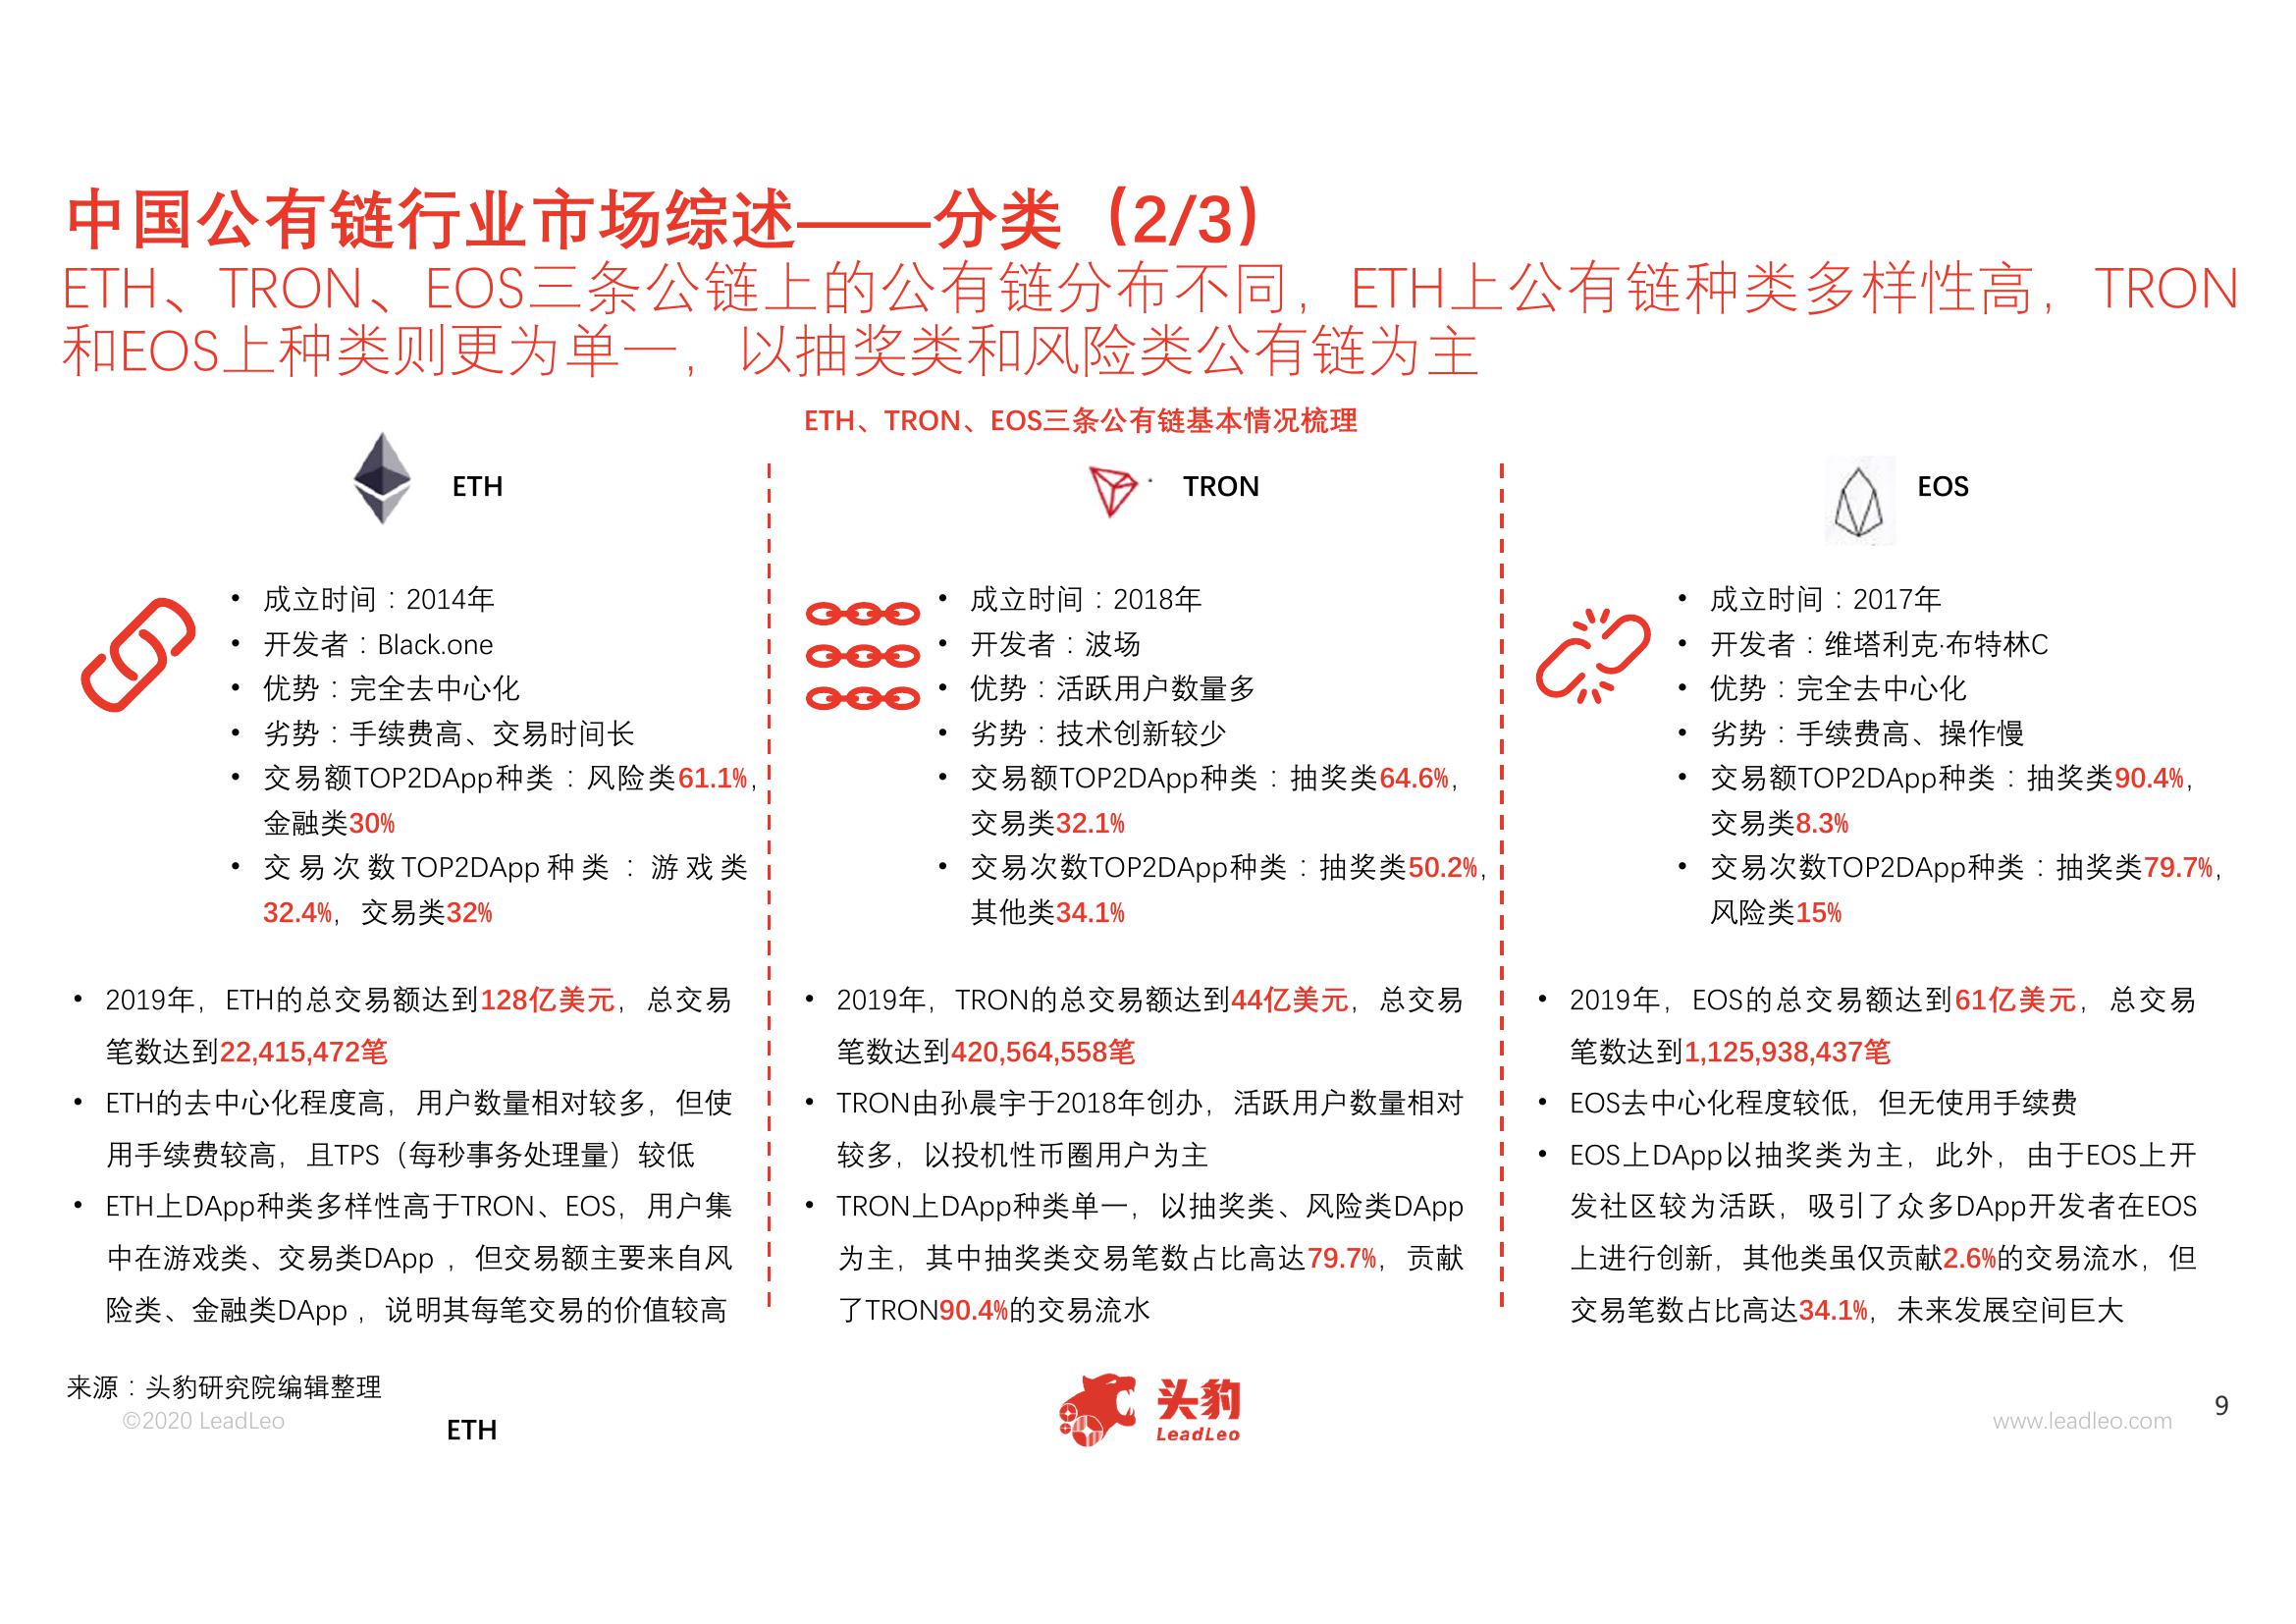 中国公有链行业市场综述——分类（2/3）
ETH、TRON、EOS三条公链上的公有链分布不同，ETH上公有链种类多样性高，TRON
和EOS上种类则更为单一，以抽奖类和风险类公有链为主
ETH、TRON、EOS三条公有链基本情况梳理
ETH
• 成立时间：2014年
• 开发者：Black.one
• 优势：完全去中心化
• 劣势：手续费高、交易时间长
• 交易额TOP2DApp种类：风险类61.1%，
金融类30%
• 交易次数TOP2DApp种类：游戏类
32.4%，交易类32%
• 2019年，ETH的总交易额达到128亿美元，总交易
笔数达到22,415,472笔
• ETH的去中心化程度高，用户数量相对较多，但使
用手续费较高，且TPS（每秒事务处理量）较低
• ETH上DApp种类多样性高于TRON、EOS，用户集
中在游戏类、交易类DApp，但交易额主要来自风
险类、金融类DApp，说明其每笔交易的价值较高
TRON
• 成立时间：2018年
• 开发者：波场
• 优势：活跃用户数量多
• 劣势：技术创新较少
• 交易额TOP2DApp种类：抽奖类64.6%，
交易类32.1%
• 交易次数TOP2DApp种类：抽奖类50.2%，
其他类34.1%
• 2019年，TRON的总交易额达到44亿美元，总交易
笔数达到420,564,558笔
• TRON由孙晨宇于2018年创办，活跃用户数量相对
较多，以投机性币圈用户为主
• TRON上DApp种类单一，以抽奖类、风险类DApp
为主，其中抽奖类交易笔数占比高达79.7%，贡献
了TRON90.4%的交易流水
EOS
• 成立时间：2017年
• 开发者：维塔利克·布特林C
• 优势：完全去中心化
• 劣势：手续费高、操作慢
• 交易额TOP2DApp种类：抽奖类90.4%，
交易类8.3%
• 交易次数TOP2DApp种类：抽奖类79.7%，
风险类15%
• 2019年，EOS的总交易额达到61亿美元，总交易
笔数达到1,125,938,437笔
• EOS去中心化程度较低，但无使用手续费
• EOS上DApp以抽奖类为主，此外，由于EOS上开
发社区较为活跃，吸引了众多DApp开发者在EOS
上进行创新，其他类虽仅贡献2.6%的交易流水，但
交易笔数占比高达34.1%，未来发展空间巨大
来源：头豹研究院编辑整理
©2020 LeadLeo
ETH
头豹
LeadLeo
www.leadleo.com
9